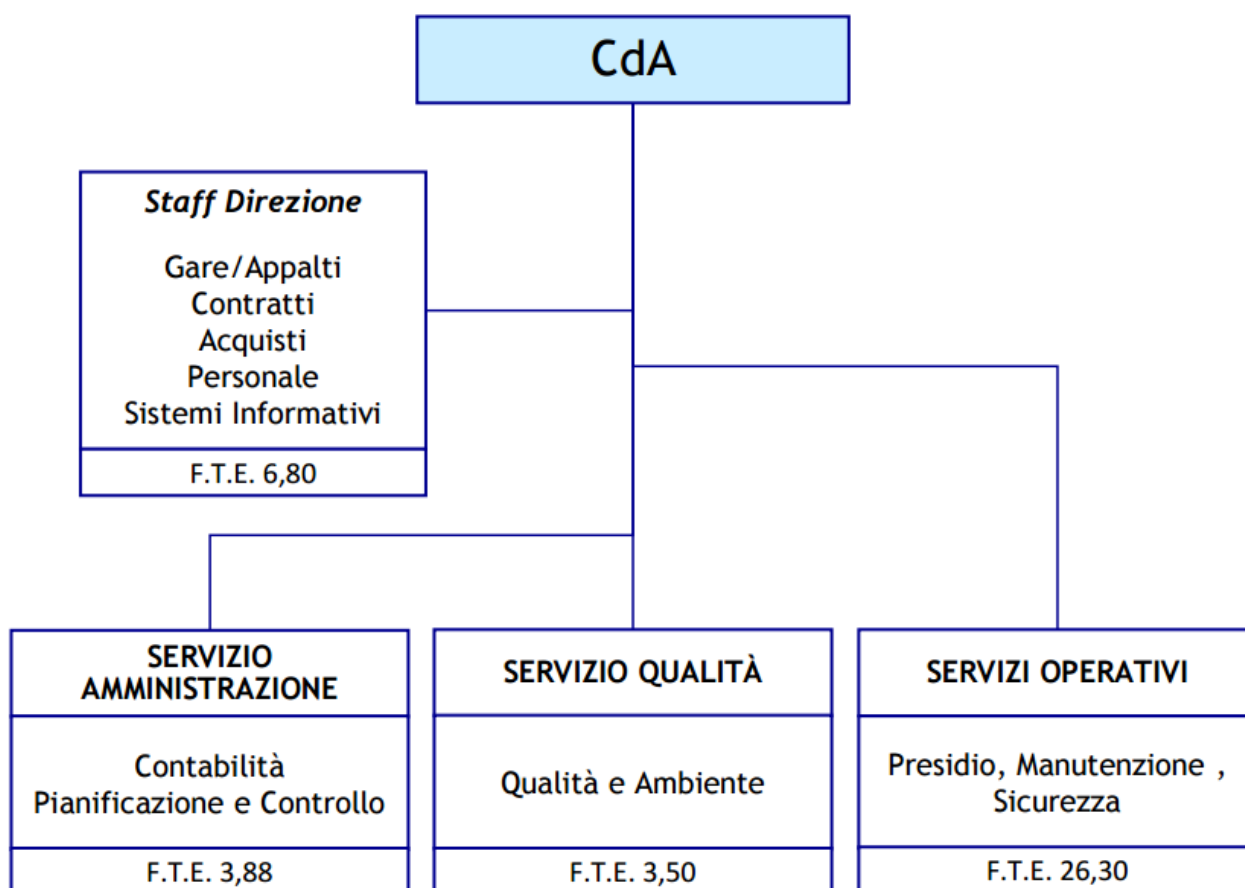 CdA
Staff Direzione
Gare/Appalti
Contratti
Acquisti
Personale
Sistemi Informativi
F.T.E. 6,80
SERVIZIO
AMMINISTRAZIONE
Contabilità
Pianificazione e Controllo
F.T.E. 3,88
SERVIZIO QUALITÀ
Qualità e Ambiente
F.T.E. 3,50
SERVIZI OPERATIVI
Presidio, Manutenzione ,
Sicurezza
F.T.E. 26,30